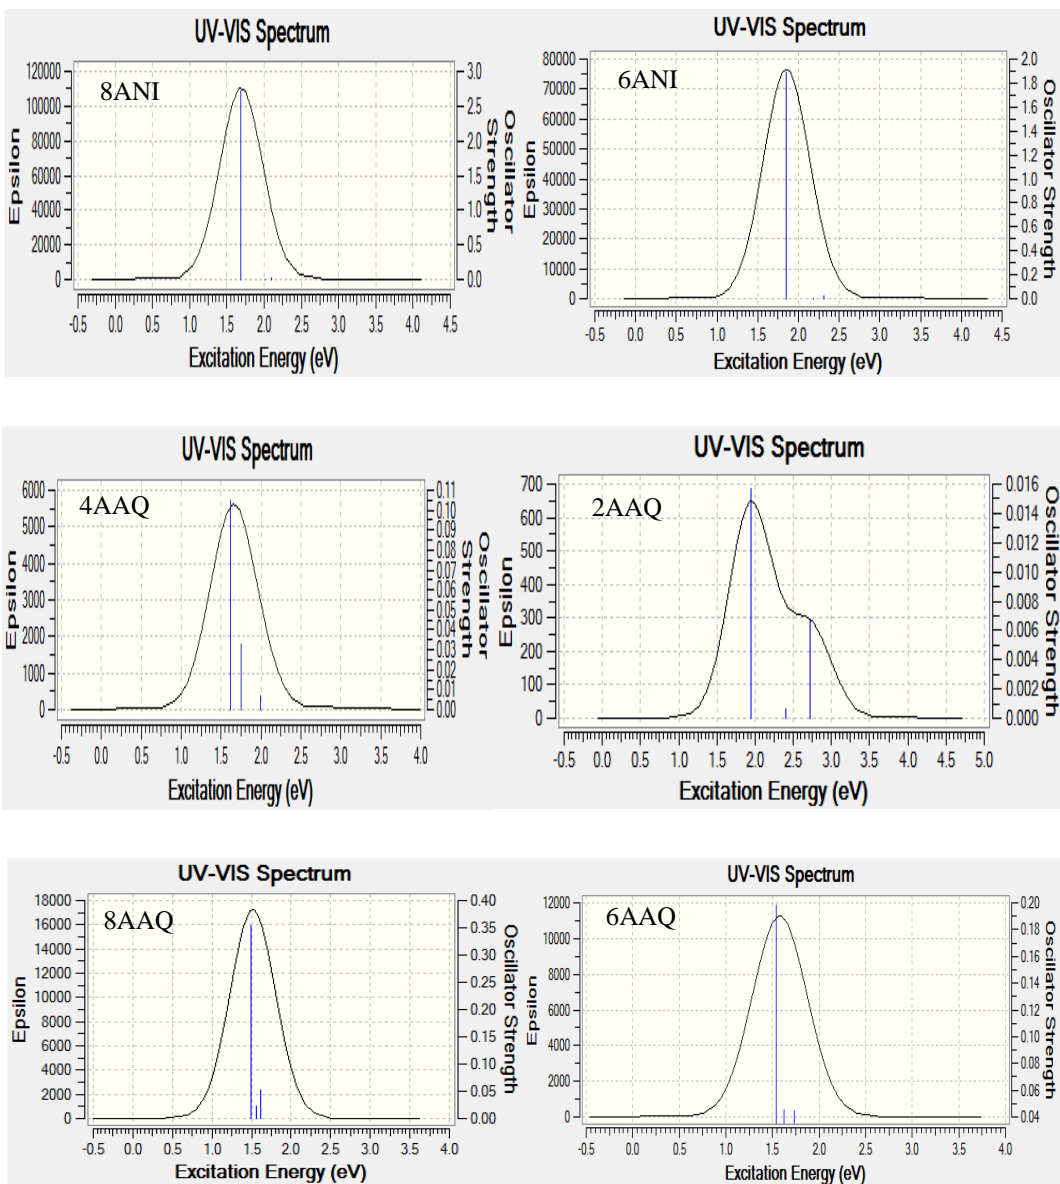 UV-VIS Spectrum
8ANI
Epsilon
120000
100000
80000
60000
40000
20000
0
3.0
2.5
2.0
1.5
1.0
0.5
0.0
Oscillator
Strength
-0.5 0.0 0.5 1.0 1.5 2.0 2.5 3.0 3.5 4.0 4.5
Excitation Energy (eV)
UV-VIS Spectrum
6ANI
Epsilon
80000
70000
60000
50000
40000
30000
20000
10000
0
2.0
1.8
1.6
1.4
1.2
1.0
0.8
0.6
0.4
0.2
0.0
Oscillator Strength
-0.5 0.0 0.5 1.0 1.5 2.0 2.5 3.0 3.5 4.0 4.5
Excitation Energy (eV)
UV-VIS Spectrum
4AAQ
Epsilon
6000
5000
4000
3000
2000
1000
0
0.11
0.10
0.09
0.08
0.07
0.06
0.05
0.04
0.03
0.02
0.01
0.00
Oscillator
Strength
-0.5 0.0 0.5 1.0 1.5 2.0 2.5 3.0 3.5 4.0
Excitation Energy (eV)
UV-VIS Spectrum
2AAQ
Epsilon
700
600
500
400
300
200
100
0
0.016
0.014
0.012
0.010
0.008
0.006
0.004
0.002
0.000
Oscillator Strength
-0.5 0.0 0.5 1.0 1.5 2.0 2.5 3.0 3.5 4.0 4.5 5.0
Excitation Energy (eV)
UV-VIS Spectrum
8AAQ
Epsilon
18000
16000
14000
12000
10000
8000
6000
4000
2000
0
0.40
0.35
0.30
0.25
0.20
0.15
0.10
0.05
0.00
Oscillator Strength
-0.5 0.0 0.5 1.0 1.5 2.0 2.5 3.0 3.5 4.0
Excitation Energy (eV)
UV-VIS Spectrum
6AAQ
Epsilon
12000
10000
8000
6000
4000
2000
0
0.20
0.18
0.16
0.14
0.12
0.10
0.08
0.06
0.04
Oscillator Strength
-0.5 0.0 0.5 1.0 1.5 2.0 2.5 3.0 3.5 4.0
Excitation Energy (eV)